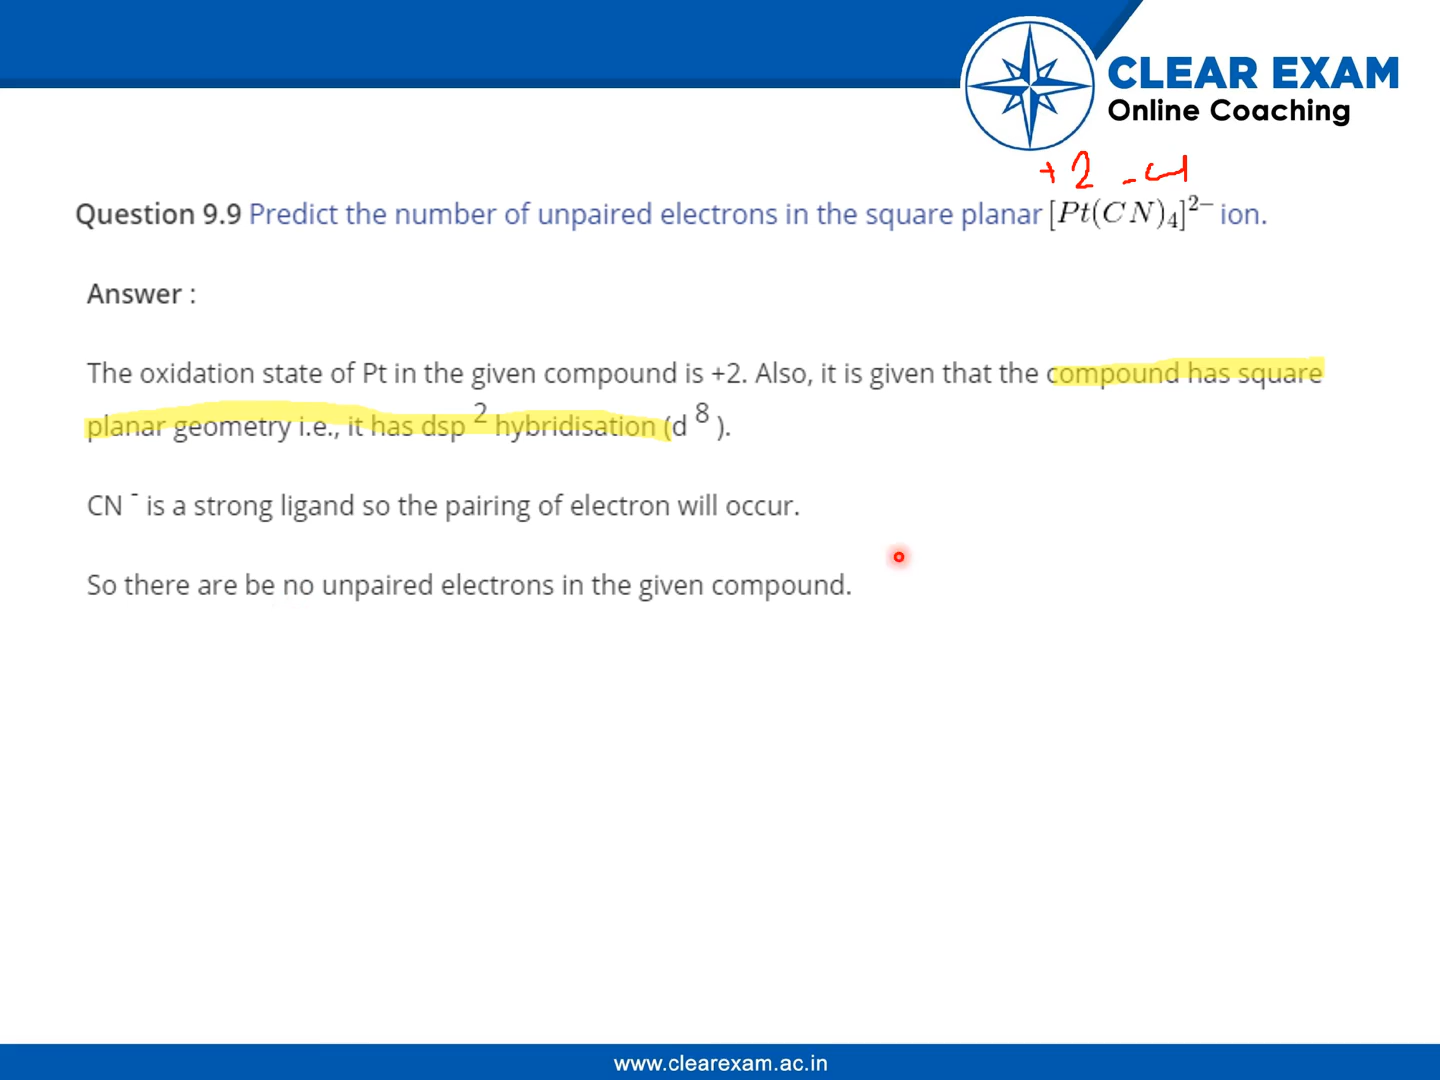 CLEAR EXAM
Online Coaching
+2 -4
Question 9.9 Predict the number of unpaired electrons in the square planar [Pt(CN)₄]²⁻ ion.
Answer :
The oxidation state of Pt in the given compound is +2. Also, it is given that the compound has square
planar geometry i.e., it has dsp ² hybridisation (d ⁸ ).
CN ⁻ is a strong ligand so the pairing of electron will occur.
So there are be no unpaired electrons in the given compound.
www.clearexam.ac.in